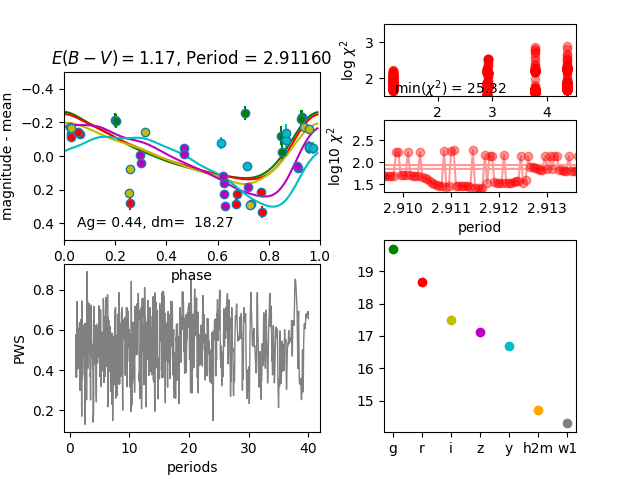 E(B − V) = 1.17, Period = 2.91160
magnitude - mean
−0.4
−0.2
0.0
0.2
0.4
Ag= 0.44, dm=  18.27
0.0 0.2 0.4 0.6 0.8 1.0
phase
PWS
0.8
0.6
0.4
0.2
0 10 20 30 40
periods
log χ²
3
2
min(χ²) = 25.32
2 3 4
log10 χ²
2.5
2.0
1.5
2.910 2.911 2.912 2.913
period
19
18
17
16
15
g r i z y h2m w1